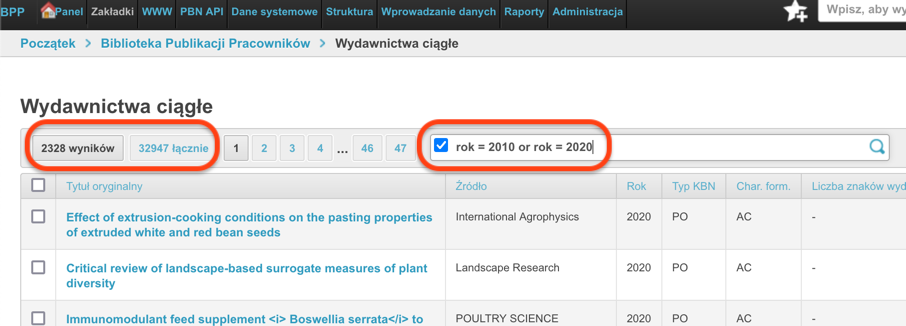 BPP Panel Zakładki WWW PBN API Dane systemowe Struktura Wprowadzanie danych Raporty Administracja Wpisz, aby wy
Początek > Biblioteka Publikacji Pracowników > Wydawnictwa ciągłe
Wydawnictwa ciągłe
2328 wyników 32947 łącznie 1 2 3 4 ... 46 47 rok = 2010 or rok = 2020
Tytuł oryginalny Źródło Rok Typ KBN Char. form. Liczba znaków wyd
Effect of extrusion-cooking conditions on the pasting properties International Agrophysics 2020 PO AC -
of extruded white and red bean seeds
Critical review of landscape-based surrogate measures of plant Landscape Research 2020 PO AC -
diversity
Immunomodulant feed supplement <i> Boswellia serrata</i> to POULTRY SCIENCE 2020 PO AC -